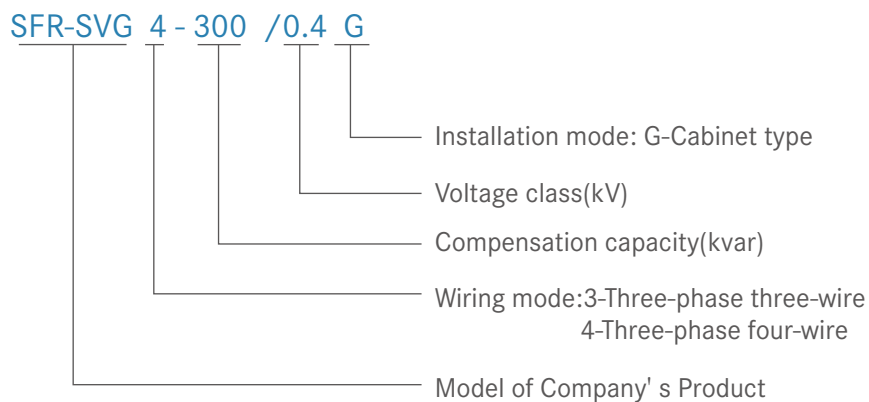 SFR-SVG 4 - 300 /0.4 G
Installation mode: G-Cabinet type
Voltage class(kV)
Compensation capacity(kvar)
Wiring mode:3-Three-phase three-wire
4-Three-phase four-wire
Model of Company' s Product